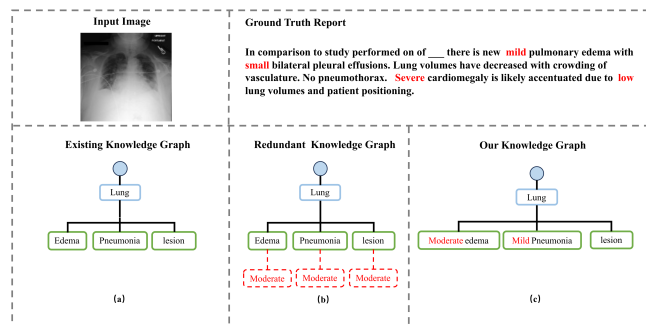 Input Image
Ground Truth Report
In comparison to study performed on of ___ there is new mild pulmonary edema with
small bilateral pleural effusions. Lung volumes have decreased with crowding of
vasculature. No pneumothorax. Severe cardiomegaly is likely accentuated due to low
lung volumes and patient positioning.
Existing Knowledge Graph
Lung
Edema Pneumonia lesion
(a)
Redundant Knowledge Graph
Lung
Edema Pneumonia lesion
Moderate Moderate Moderate
(b)
Our Knowledge Graph
Lung
Moderate edema Mild Pneumonia lesion
(c)